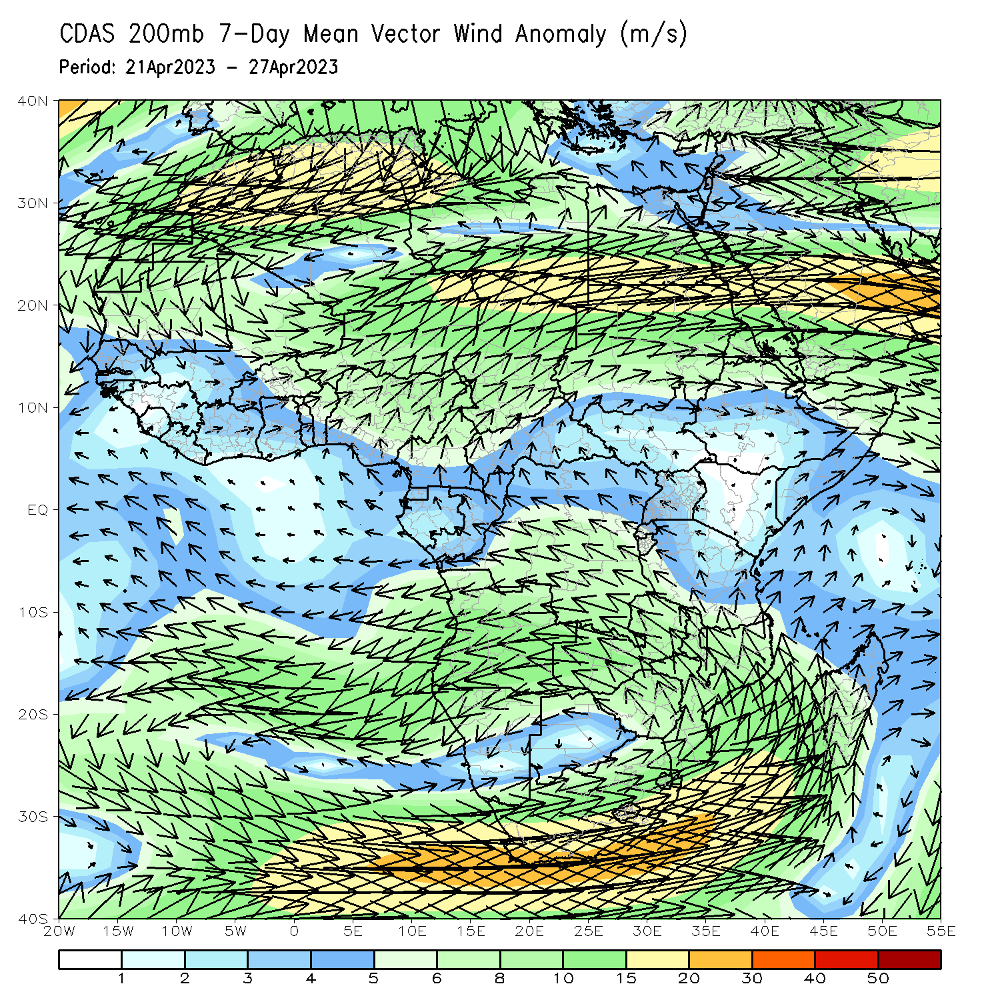 CDAS 200mb 7-Day Mean Vector Wind Anomaly (m/s)
Period: 21Apr2023 - 27Apr2023
40N
30N
20N
10N
EQ
10S
20S
30S
40S
20W 15W 10W 5W 0 5E 10E 15E 20E 25E 30E 35E 40E 45E 50E 55E
1 2 3 4 5 6 8 10 15 20 30 40 50